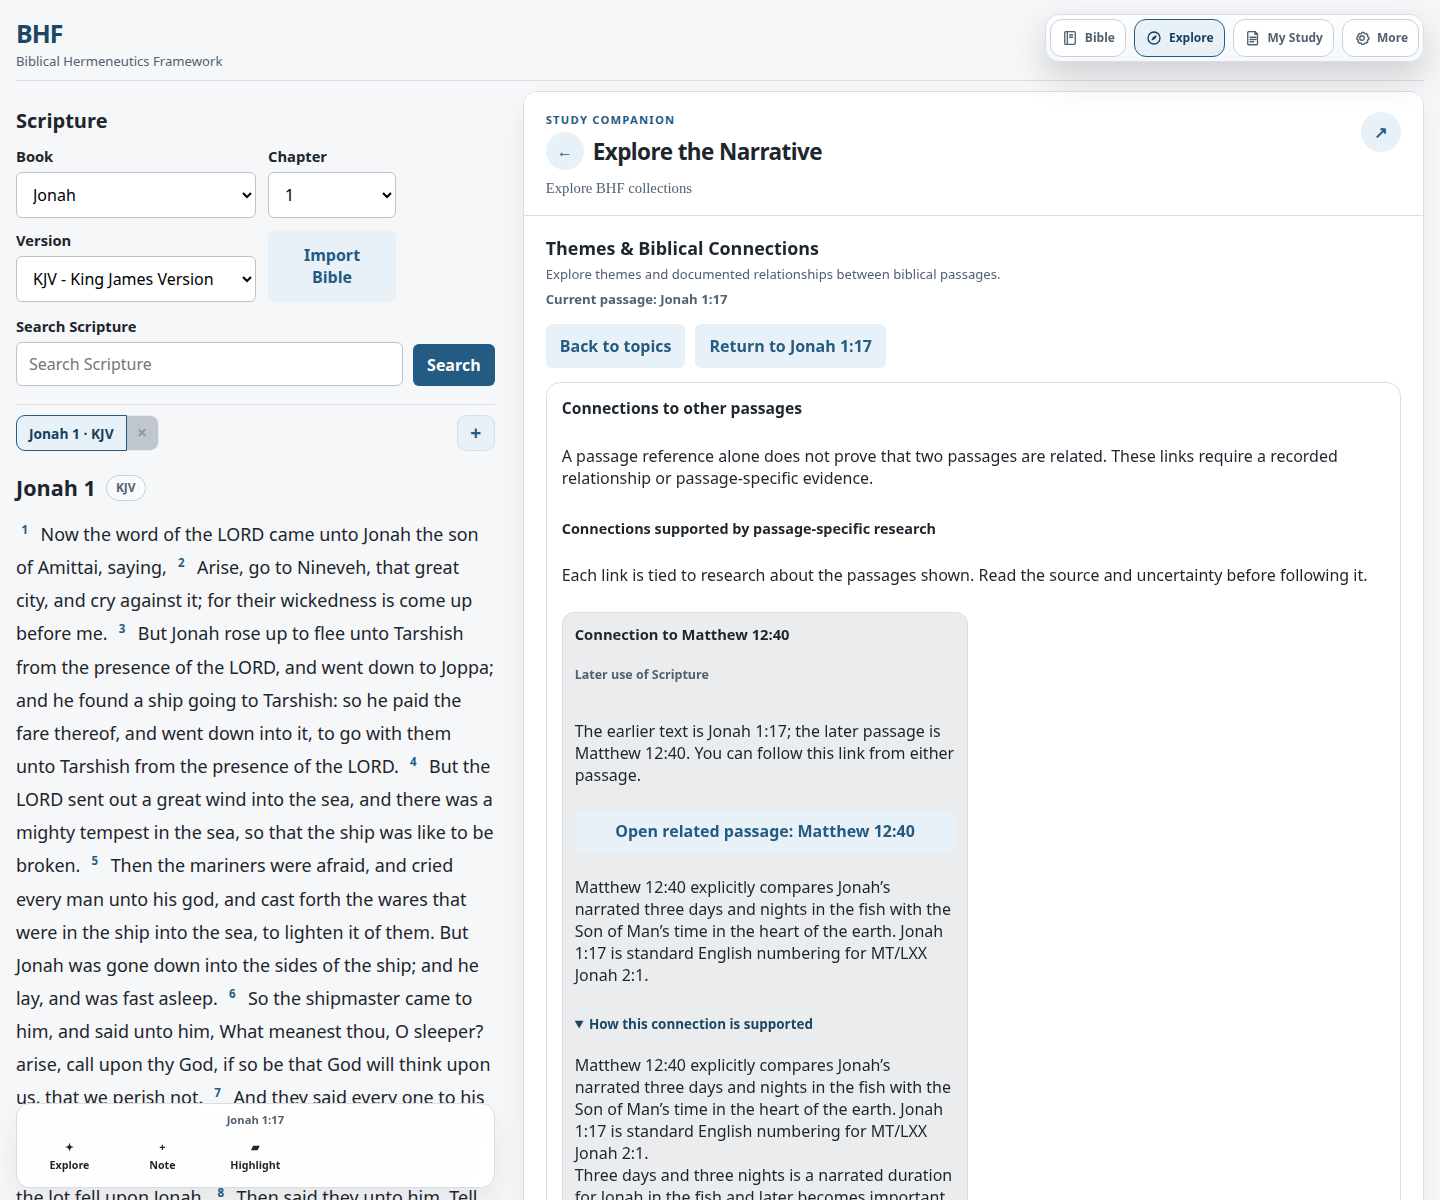 BHF
Biblical Hermeneutics Framework
Bible
Explore
My Study
More
Scripture
Book
Chapter
Jonah
1
Version
KJV - King James Version
Import
Bible
Search Scripture
Search Scripture
Search
Jonah 1 · KJV
×
+
Jonah 1
KJV
1 Now the word of the LORD came unto Jonah the son
of Amittai, saying, 2 Arise, go to Nineveh, that great
city, and cry against it; for their wickedness is come up
before me. 3 But Jonah rose up to flee unto Tarshish
from the presence of the LORD, and went down to Joppa;
and he found a ship going to Tarshish: so he paid the
fare thereof, and went down into it, to go with them
unto Tarshish from the presence of the LORD. 4 But the
LORD sent out a great wind into the sea, and there was a
mighty tempest in the sea, so that the ship was like to be
broken. 5 Then the mariners were afraid, and cried
every man unto his god, and cast forth the wares that
were in the ship into the sea, to lighten it of them. But
Jonah was gone down into the sides of the ship; and he
lay, and was fast asleep. 6 So the shipmaster came to
him, and said unto him, What meanest thou, O sleeper?
arise, call upon thy God, if so be that God will think upon
us, that we perish not. 7 And they said every one to his
Jonah 1:17
Explore
Note
Highlight
the lot fell upon Jonah. 8 Then said they unto him, Tell
STUDY COMPANION
← Explore the Narrative
↗
Explore BHF collections
Themes & Biblical Connections
Explore themes and documented relationships between biblical passages.
Current passage: Jonah 1:17
Back to topics
Return to Jonah 1:17
Connections to other passages
A passage reference alone does not prove that two passages are related. These links require a recorded
relationship or passage-specific evidence.
Connections supported by passage-specific research
Each link is tied to research about the passages shown. Read the source and uncertainty before following it.
Connection to Matthew 12:40
Later use of Scripture
The earlier text is Jonah 1:17; the later passage is
Matthew 12:40. You can follow this link from either
passage.
Open related passage: Matthew 12:40
Matthew 12:40 explicitly compares Jonah’s
narrated three days and nights in the fish with the
Son of Man’s time in the heart of the earth. Jonah
1:17 is standard English numbering for MT/LXX
Jonah 2:1.
▼ How this connection is supported
Matthew 12:40 explicitly compares Jonah’s
narrated three days and nights in the fish with the
Son of Man’s time in the heart of the earth. Jonah
1:17 is standard English numbering for MT/LXX
Jonah 2:1.
Three days and three nights is a narrated duration
for Jonah in the fish and later becomes important